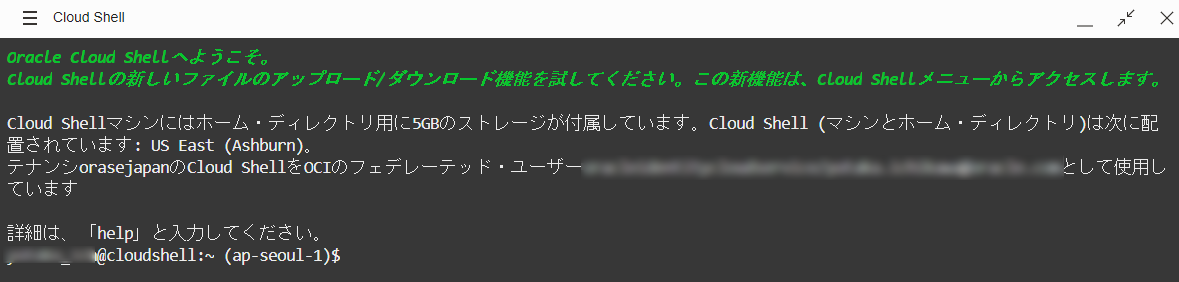 Cloud Shell
Oracle Cloud Shellへようこそ。
Cloud Shellの新しいファイルのアップロード/ダウンロード機能を試してください。この新機能は、Cloud Shellメニューからアクセスします。
Cloud Shellマシンにはホーム・ディレクトリ用に5GBのストレージが付属しています。Cloud Shell (マシンとホーム・ディレクトリ)は次に配
置されています: US East (Ashburn)。
テナンシorasejapanのCloud ShellをOCIのフェデレーテッド・ユーザーとして使用し
ています
詳細は、「help」と入力してください。
@cloudshell:~ (ap-seoul-1)$